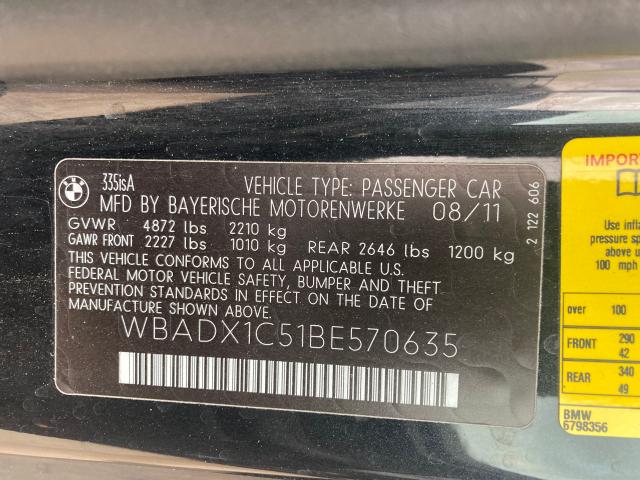 BMW
335isA
VEHICLE TYPE: PASSENGER CAR
MFD BY BAYERISCHE MOTORENWERKE 08/11
GVWR 4872 lbs 2210 kg
GAWR FRONT 2227 lbs 1010 kg REAR 2646 lbs 1200 kg
THIS VEHICLE CONFORMS TO ALL APPLICABLE U.S.
FEDERAL MOTOR VEHICLE SAFETY, BUMPER, AND THEFT
PREVENTION STANDARDS IN EFFECT ON THE DATE OF
MANUFACTURE SHOWN ABOVE.
WBADX1C51BE570635
2 122 606
IMPOR
Use infla
pressure sp
above u
100 mph
over 100
FRONT 290
42
REAR 340
49
BMW
6798356